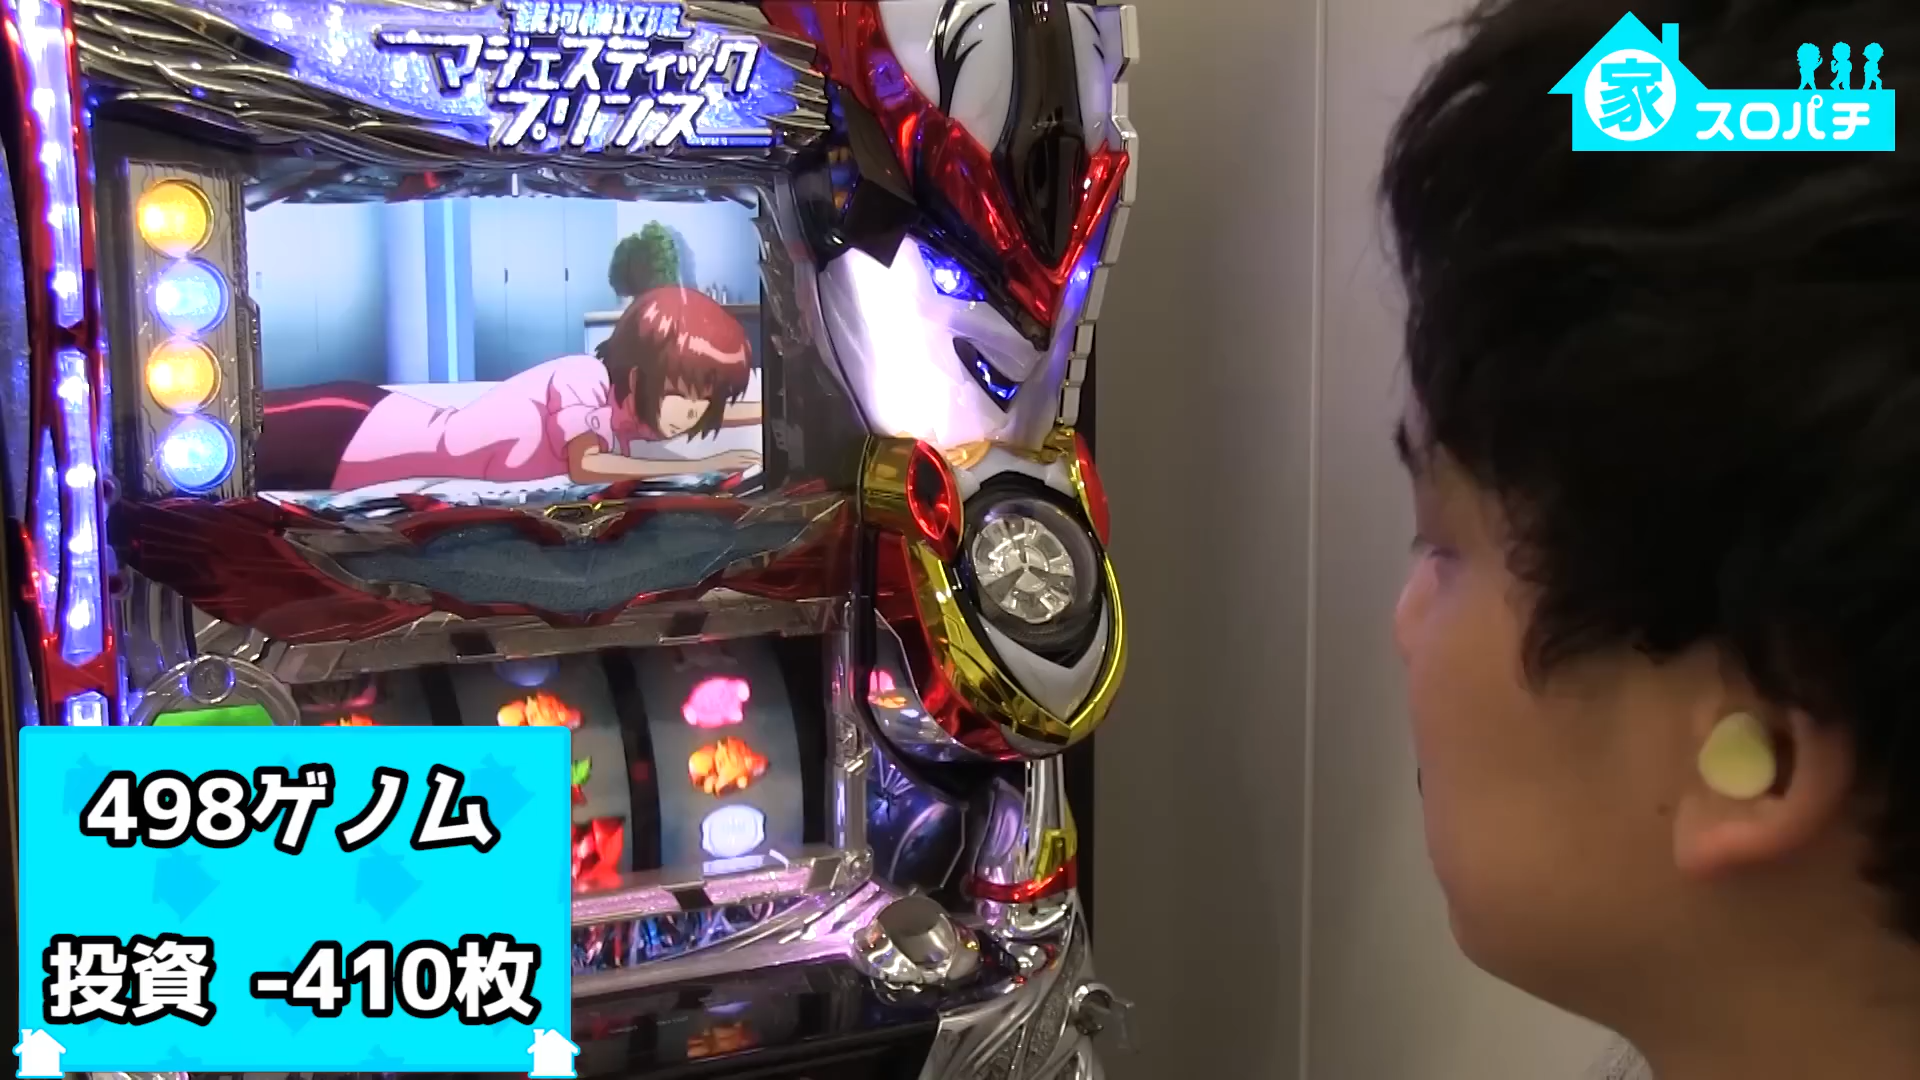 銀河機攻隊
マジェスティック
プリンス
家
スロパチ
498ゲノム
投資 -410枚